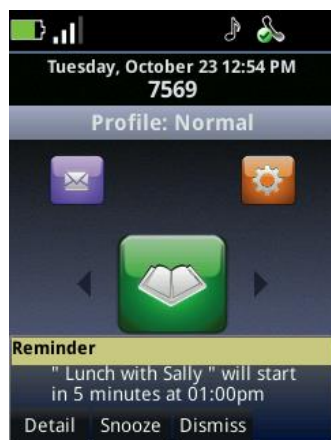 Tuesday, October 23 12:54 PM
7569
Profile: Normal
Reminder
" Lunch with Sally " will start
in 5 minutes at 01:00pm
Detail Snooze Dismiss